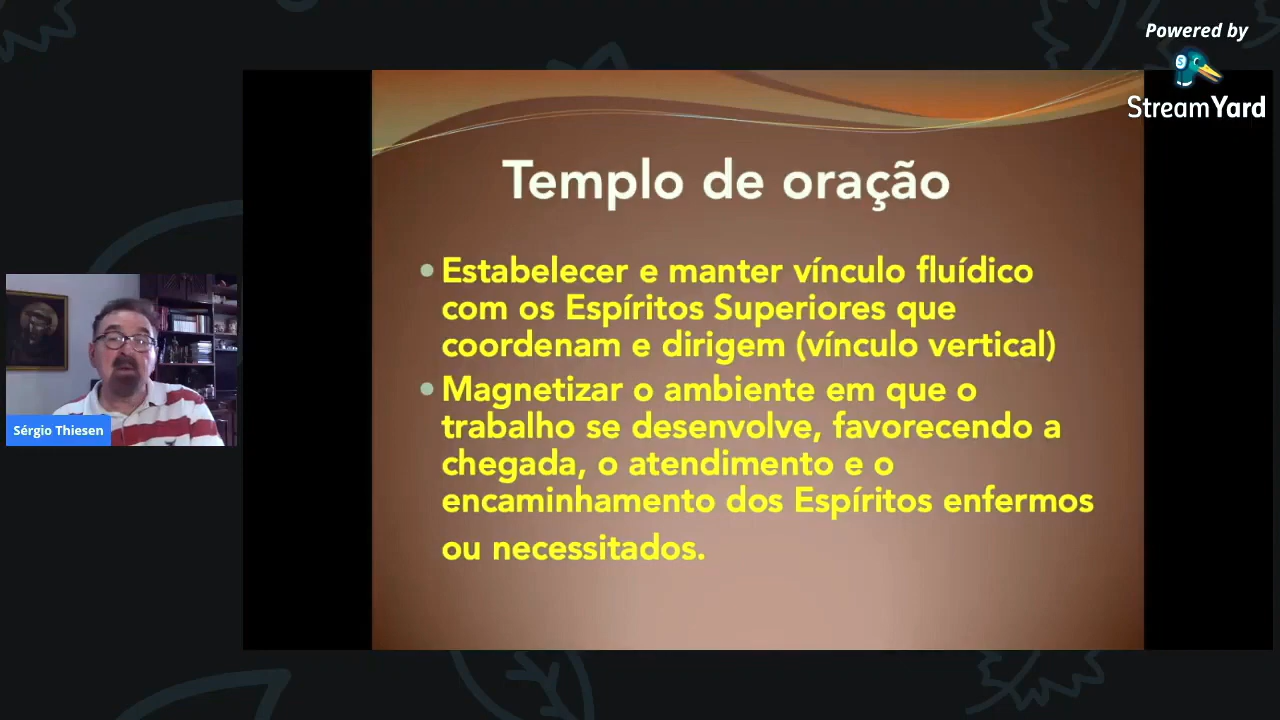 Powered by
StreamYard
Templo de oração
• Estabelecer e manter vínculo fluídico
com os Espíritos Superiores que
coordenam e dirigem (vínculo vertical)
• Magnetizar o ambiente em que o
trabalho se desenvolve, favorecendo a
chegada, o atendimento e o
encaminhamento dos Espíritos enfermos
ou necessitados.
Sérgio Thiesen